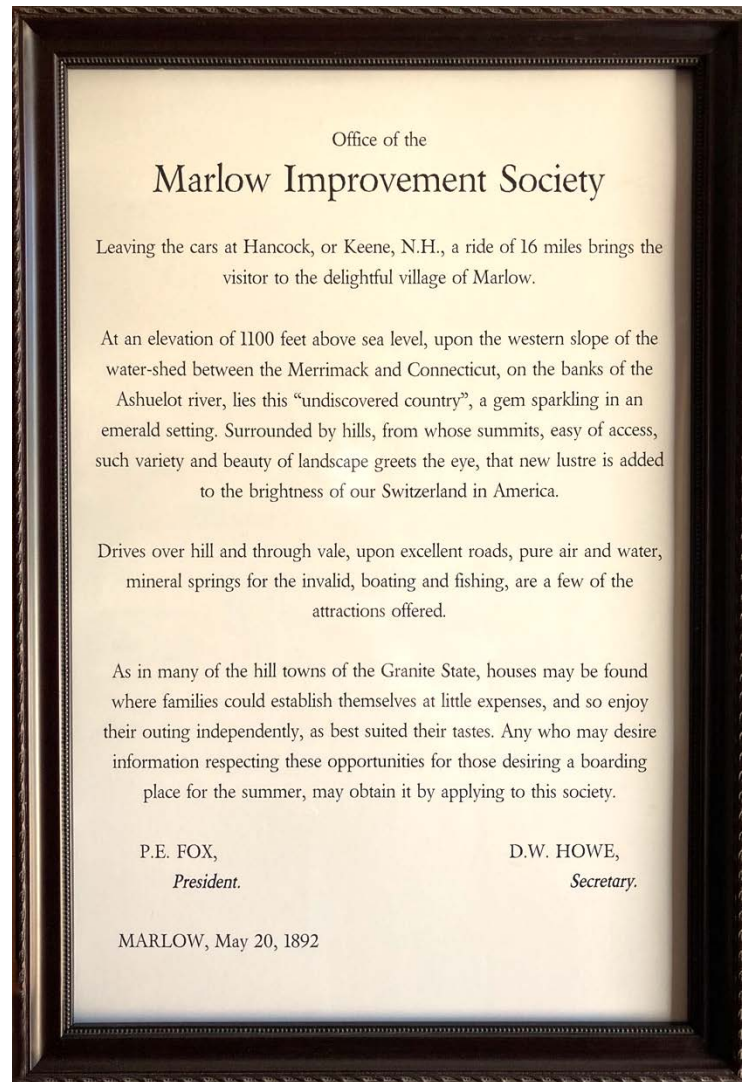 Office of the
Marlow Improvement Society
Leaving the cars at Hancock, or Keene, N.H., a ride of 16 miles brings the
visitor to the delightful village of Marlow.
At an elevation of 1100 feet above sea level, upon the western slope of the
water-shed between the Merrimack and Connecticut, on the banks of the
Ashuelot river, lies this “undiscovered country”, a gem sparkling in an
emerald setting. Surrounded by hills, from whose summits, easy of access,
such variety and beauty of landscape greets the eye, that new lustre is added
to the brightness of our Switzerland in America.
Drives over hill and through vale, upon excellent roads, pure air and water,
mineral springs for the invalid, boating and fishing, are a few of the
attractions offered.
As in many of the hill towns of the Granite State, houses may be found
where families could establish themselves at little expenses, and so enjoy
their outing independently, as best suited their tastes. Any who may desire
information respecting these opportunities for those desiring a boarding
place for the summer, may obtain it by applying to this society.
P.E. FOX, D.W. HOWE,
President. Secretary.
MARLOW, May 20, 1892